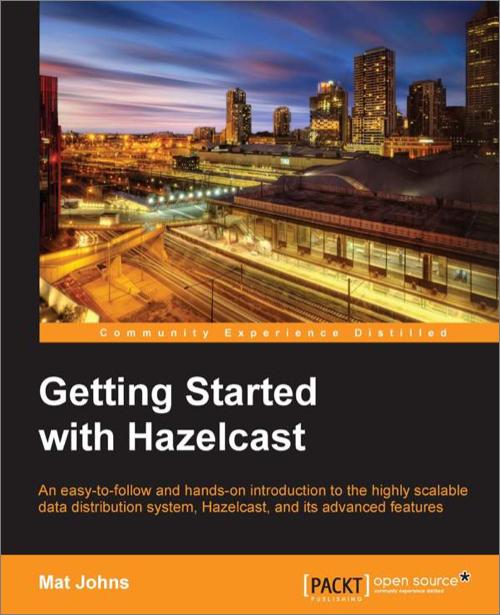 Community Experience Distilled
Getting Started
with Hazelcast
An easy-to-follow and hands-on introduction to the highly scalable
data distribution system, Hazelcast, and its advanced features
Mat Johns
[PACKT] open source*
PUBLISHING community experience distilled